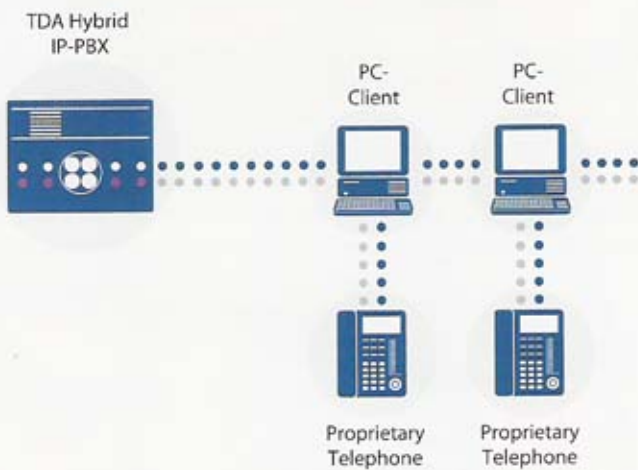 TDA Hybrid
IP-PBX
PC-
Client
PC-
Client
Proprietary
Telephone
Proprietary
Telephone